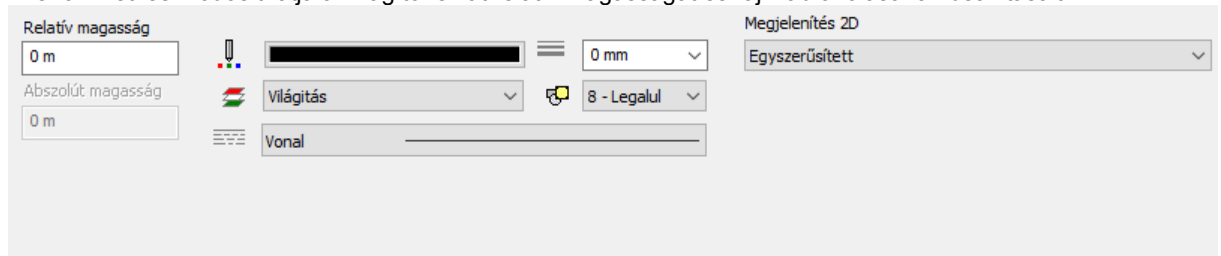 Relatív magasság
0 m
Abszolút magasság
0 m
0 mm
Világítás
8 - Legalul
Vonal
Megjelenítés 2D
Egyszerűsített